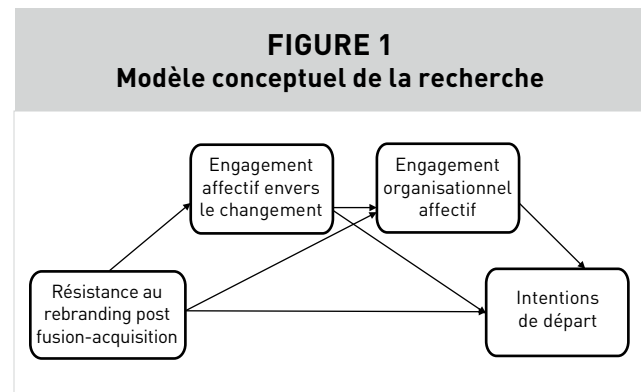 FIGURE 1
Modèle conceptuel de la recherche
Engagement
affectif envers
le changement
Engagement
organisationnel
affectif
Résistance au
rebranding post
fusion-acquisition
Intentions
de départ